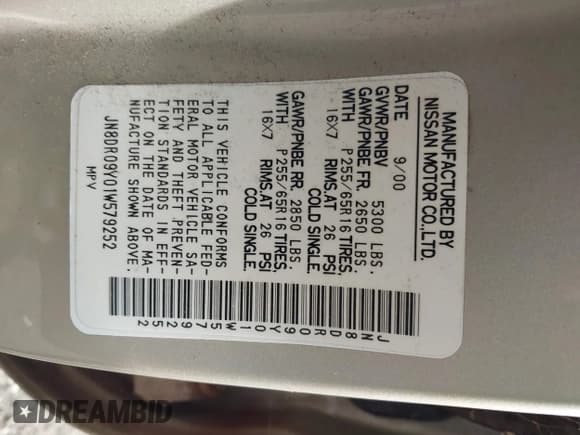 MANUFACTURED BY
NISSAN MOTOR CO.,LTD.
DATE 9/00
GVWR/PNBV 5300 LBS.
GAWR/PNBE FR. 2650 LBS.
WITH P255/65R16 TIRES.
16X7 RIMS,AT 26 PSI
COLD SINGLE.
GAWR/PNBE RR. 2850 LBS.
WITH P255/65R16 TIRES.
16X7 RIMS,AT 26 PSI
COLD SINGLE.
THIS VEHICLE CONFORMS
TO ALL APPLICABLE FED-
ERAL MOTOR VEHICLE SA-
FETY AND THEFT PREVEN-
TION STANDARDS IN EFF-
ECT ON THE DATE OF MA-
NUFACTURE SHOWN ABOVE.
JN8DR09Y01W579252
MPV
JN8DR09Y01W579252
DREAMBID